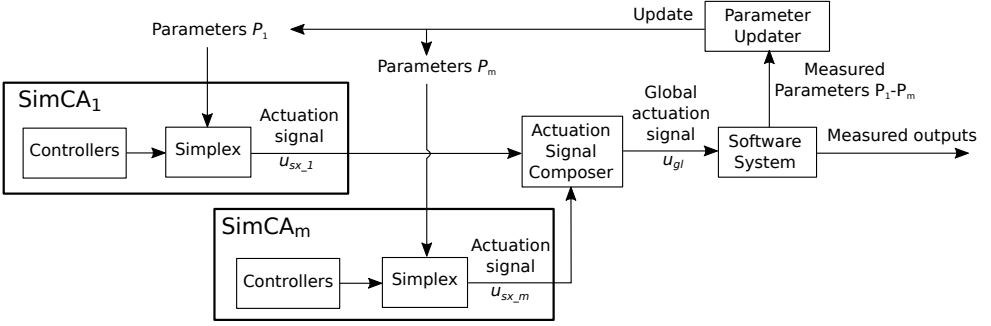 Update
Parameter
Updater
Parameters P1
Parameters Pm
Measured
Parameters P1-Pm
SimCA1
Controllers
Simplex
Actuation
signal
usx_1
Actuation
Signal
Composer
Global
actuation
signal
ugl
Software
System
Measured outputs
SimCAm
Controllers
Simplex
Actuation
signal
usx_m